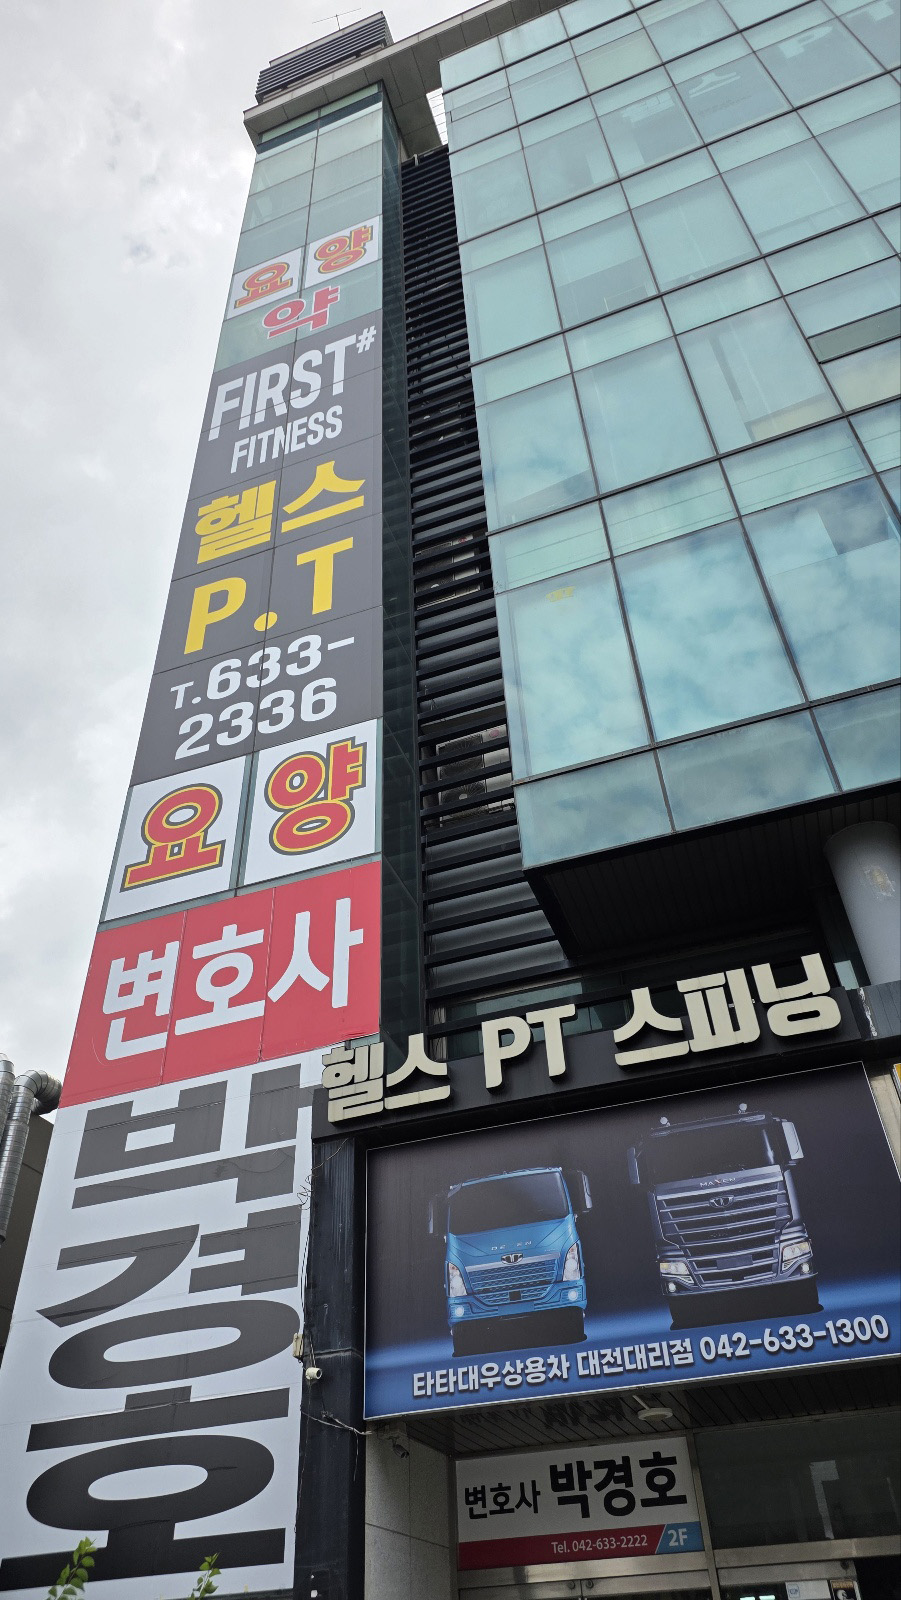 요양
약
FIRST#
FITNESS
헬스
P.T
T.633-
2336
요양
변호사
박경호
헬스 PT 스피닝
MAXEN
타타대우상용차 대전대리점 042-633-1300
변호사 박경호
Tel. 042-633-2222 2F